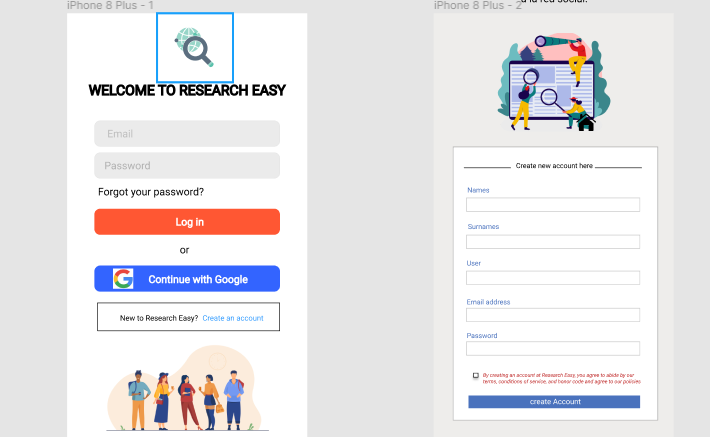 iPhone 8 Plus - 1
WELCOME TO RESEARCH EASY
Email
Password
Forgot your password?
Log in
or
Continue with Google
New to Research Easy? Create an account
a la red social.
iPhone 8 Plus - 2
Create new account here
Names
Surnames
User
Email address
Password
By creating an account at Research Easy, you agree to abide by our
terms, conditions of service, and honor code and agree to our policies
create Account